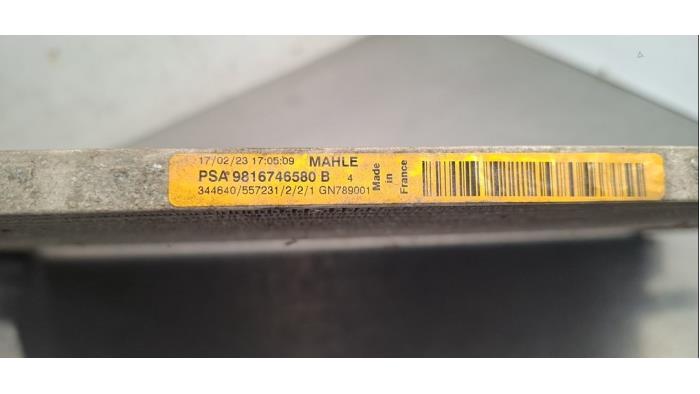 17/02/23 17:05:09 MAHLE
PSA 9816746580 B 4
344640/557231/2/2/1 GN789001
Made
in
France